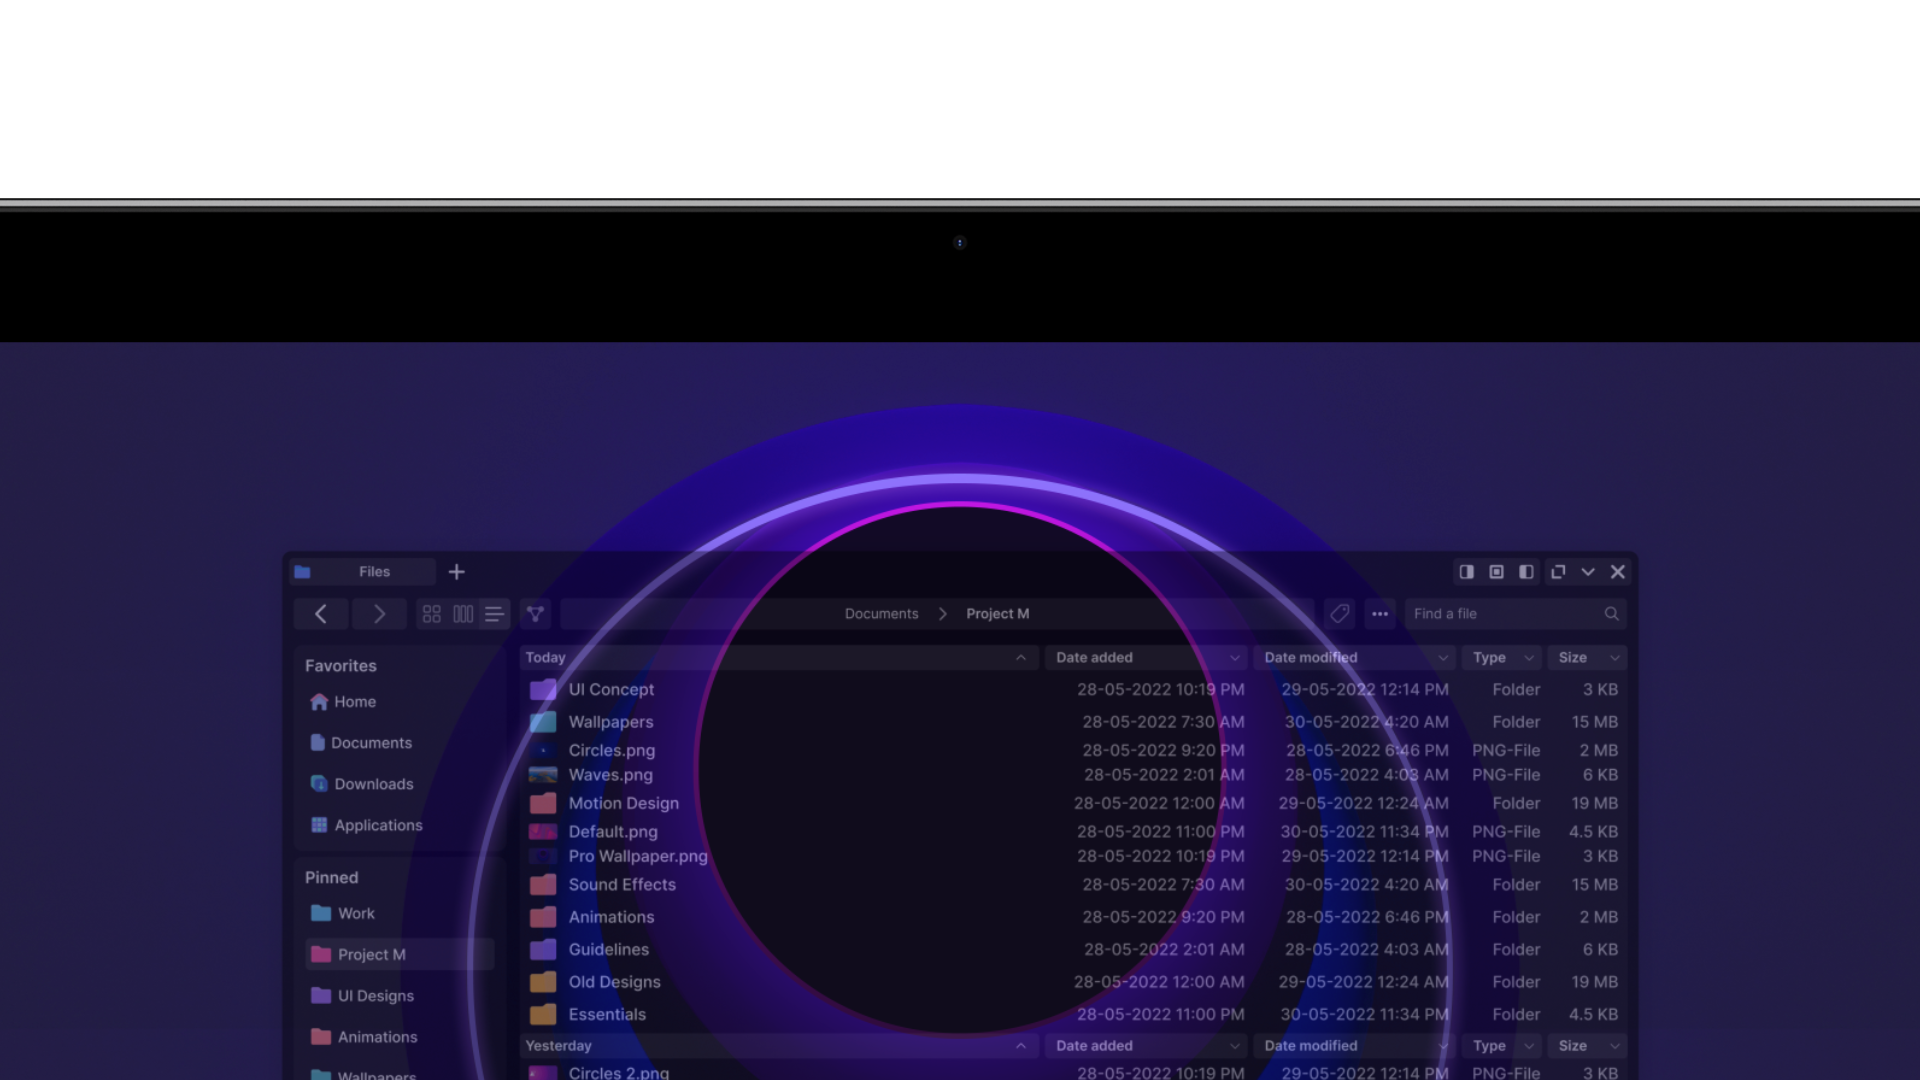 Files
Documents > Project M
Find a file
Favorites
Home
Documents
Downloads
Applications
Pinned
Work
Project M
UI Designs
Animations
Wallpapers
Today Date added Date modified Type Size
UI Concept 28-05-2022 10:19 PM 29-05-2022 12:14 PM Folder 3 KB
Wallpapers 28-05-2022 7:30 AM 30-05-2022 4:20 AM Folder 15 MB
Circles.png 28-05-2022 9:20 PM 28-05-2022 6:46 PM PNG-File 2 MB
Waves.png 28-05-2022 2:01 AM 28-05-2022 4:03 AM PNG-File 6 KB
Motion Design 28-05-2022 12:00 AM 29-05-2022 12:24 AM Folder 19 MB
Default.png 28-05-2022 11:00 PM 30-05-2022 11:34 PM PNG-File 4.5 KB
Pro Wallpaper.png 28-05-2022 10:19 PM 29-05-2022 12:14 PM PNG-File 3 KB
Sound Effects 28-05-2022 7:30 AM 30-05-2022 4:20 AM Folder 15 MB
Animations 28-05-2022 9:20 PM 28-05-2022 6:46 PM Folder 2 MB
Guidelines 28-05-2022 2:01 AM 28-05-2022 4:03 AM Folder 6 KB
Old Designs 28-05-2022 12:00 AM 29-05-2022 12:24 AM Folder 19 MB
Essentials 28-05-2022 11:00 PM 30-05-2022 11:34 PM Folder 4.5 KB
Yesterday Date added Date modified Type Size
Circles 2.png 28-05-2022 10:19 PM 29-05-2022 12:14 PM PNG-File 3 KB